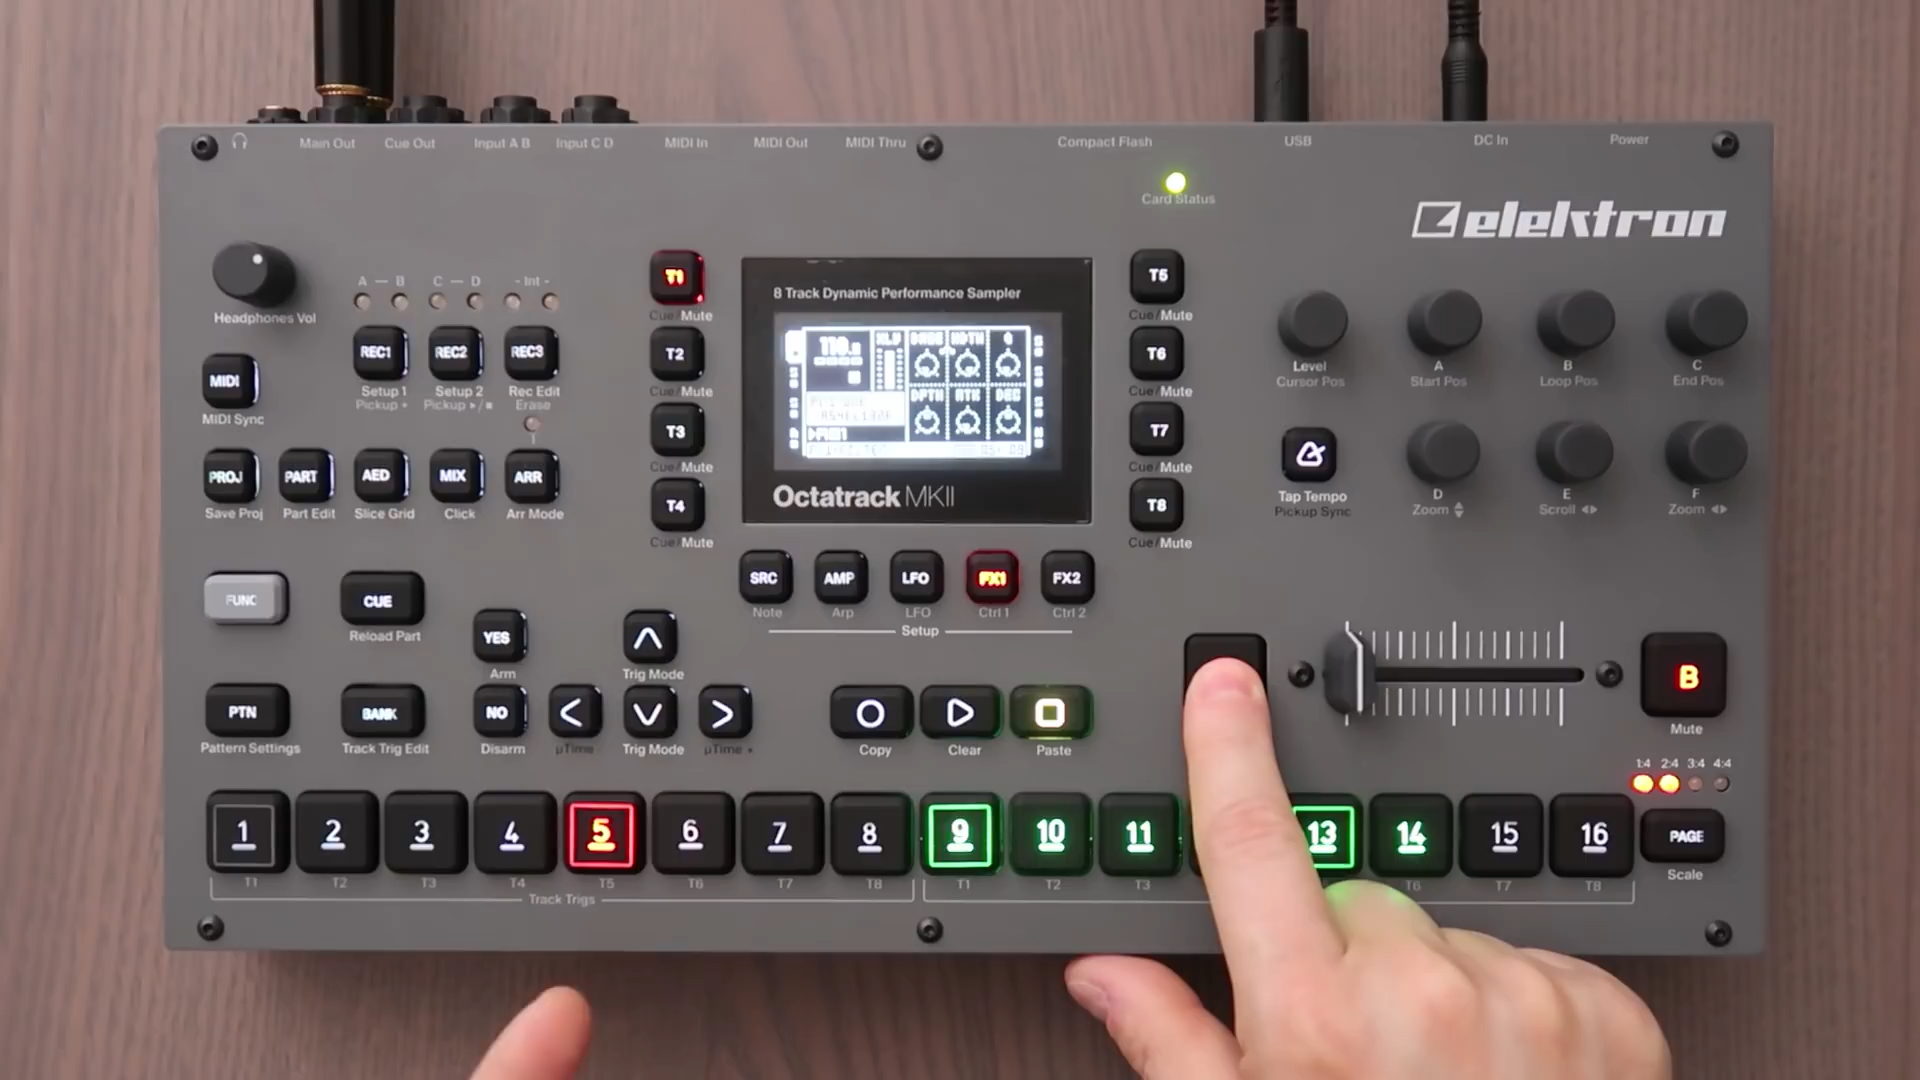 Main Out Cue Out Input A B Input C D MIDI In MIDI Out MIDI Thru Compact Flash USB DC In Power
Card Status
elektron
Headphones Vol
A — B C — D - Int -
REC1 REC2 REC3
Setup 1 Setup 2 Rec Edit
Pickup + Pickup ▸/■ Erase
MIDI
MIDI Sync
PROJ PART AED MIX ARR
Save Proj Part Edit Slice Grid Click Arr Mode
T1
Cue/Mute
T2
Cue/Mute
T3
Cue/Mute
T4
Cue/Mute
8 Track Dynamic Performance Sampler
110.
DPTH ATK DEC
Octatrack MKII
T5
Cue/Mute
T6
Cue/Mute
T7
Cue/Mute
T8
Cue/Mute
Level A B C
Cursor Pos Start Pos Loop Pos End Pos
Tap Tempo
Pickup Sync
D E F
Zoom Scroll Zoom
SRC AMP LFO FX1 FX2
Note Arp LFO Ctrl 1 Ctrl 2
Setup
FUNC CUE
Reload Part
YES
Arm
Trig Mode
PTN BANK NO
Pattern Settings Track Trig Edit Disarm µTime - Trig Mode µTime +
Copy Clear Paste
B
Mute
1:4 2:4 3:4 4:4
1 2 3 4 5 6 7 8 9 10 11 13 14 15 16 PAGE
T1 T2 T3 T4 T5 T6 T7 T8 T1 T2 T3 T6 T7 T8 Scale
Track Trigs